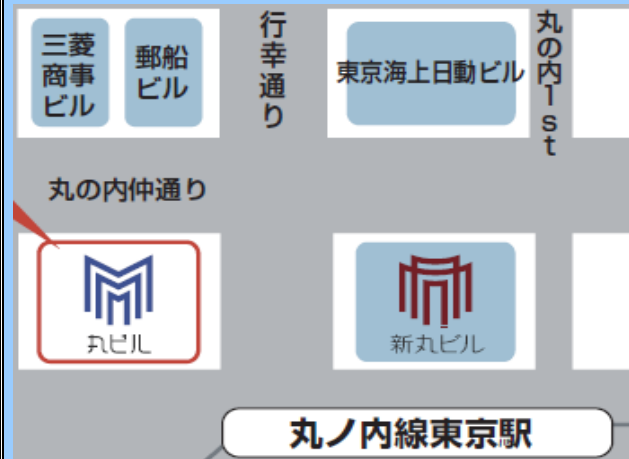 三菱
商事
ビル
郵船
ビル
行幸通り
東京海上日動ビル
丸の内1st
丸の内仲通り
丸ビル
新丸ビル
丸ノ内線東京駅